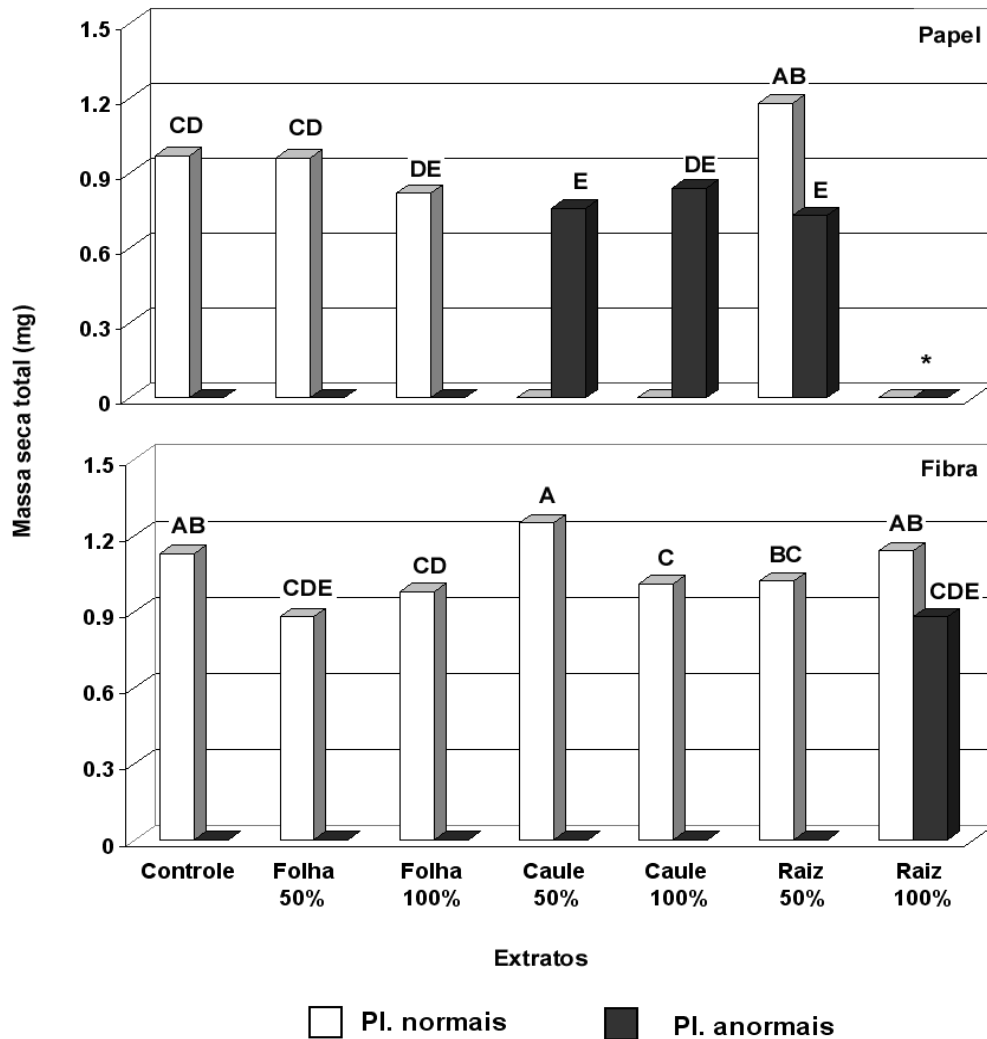 Massa seca total (mg)
Papel
1.5
1.2
0.9
0.6
0.3
0
CD
CD
DE
E
DE
AB
E
*
Fibra
1.5
1.2
0.9
0.6
0.3
0
AB
CDE
CD
A
C
BC
AB
CDE
Controle
Folha
50%
Folha
100%
Caule
50%
Caule
100%
Raiz
50%
Raiz
100%
Extratos
Pl. normais
Pl. anormais